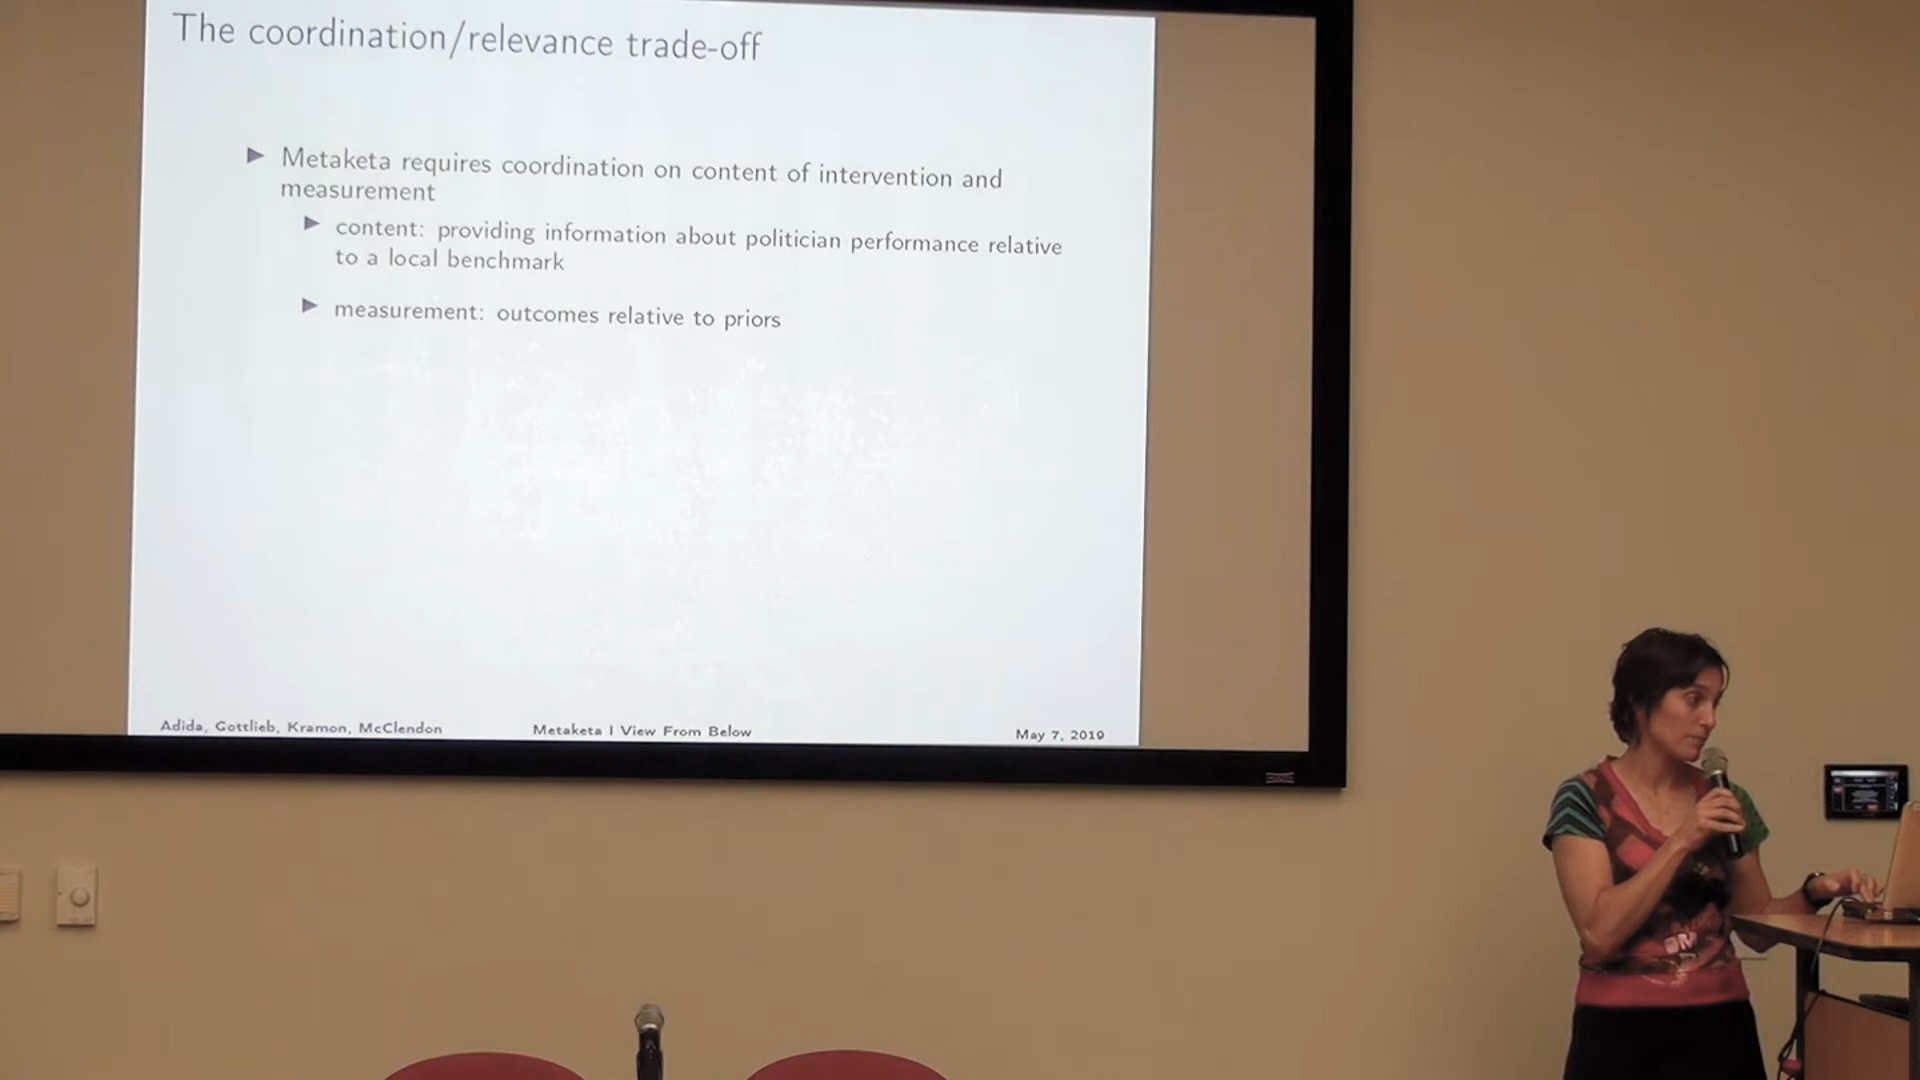 The coordination/relevance trade-off
Metaketa requires coordination on content of intervention and
measurement
content: providing information about politician performance relative
to a local benchmark
measurement: outcomes relative to priors
Adida, Gottlieb, Kramon, McClendon Metaketa I View From Below May 7, 2019